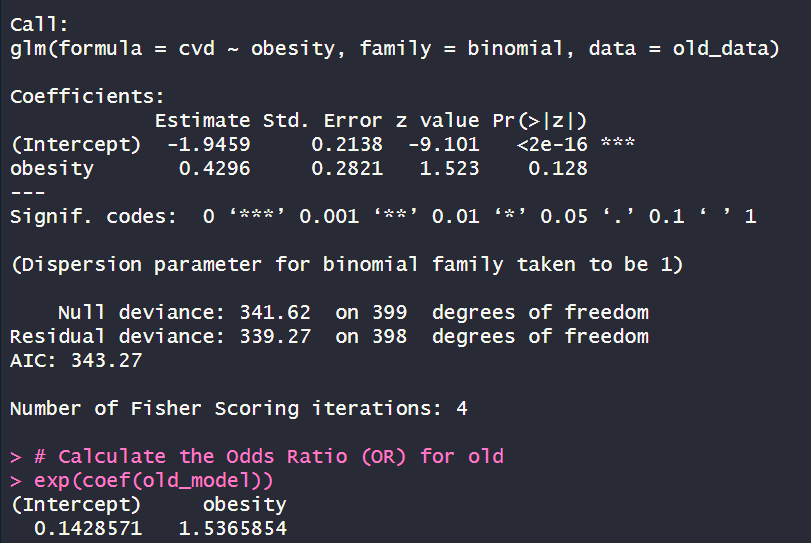 Call:
glm(formula = cvd ~ obesity, family = binomial, data = old_data)
Coefficients:
Estimate Std. Error z value Pr(>|z|)
(Intercept) -1.9459 0.2138 -9.101 <2e-16 ***
obesity 0.4296 0.2821 1.523 0.128
---
Signif. codes: 0 ‘***’ 0.001 ‘**’ 0.01 ‘*’ 0.05 ‘.’ 0.1 ‘ ’ 1
(Dispersion parameter for binomial family taken to be 1)
Null deviance: 341.62 on 399 degrees of freedom
Residual deviance: 339.27 on 398 degrees of freedom
AIC: 343.27
Number of Fisher Scoring iterations: 4
> # Calculate the Odds Ratio (OR) for old
> exp(coef(old_model))
(Intercept) obesity
0.1428571 1.5365854